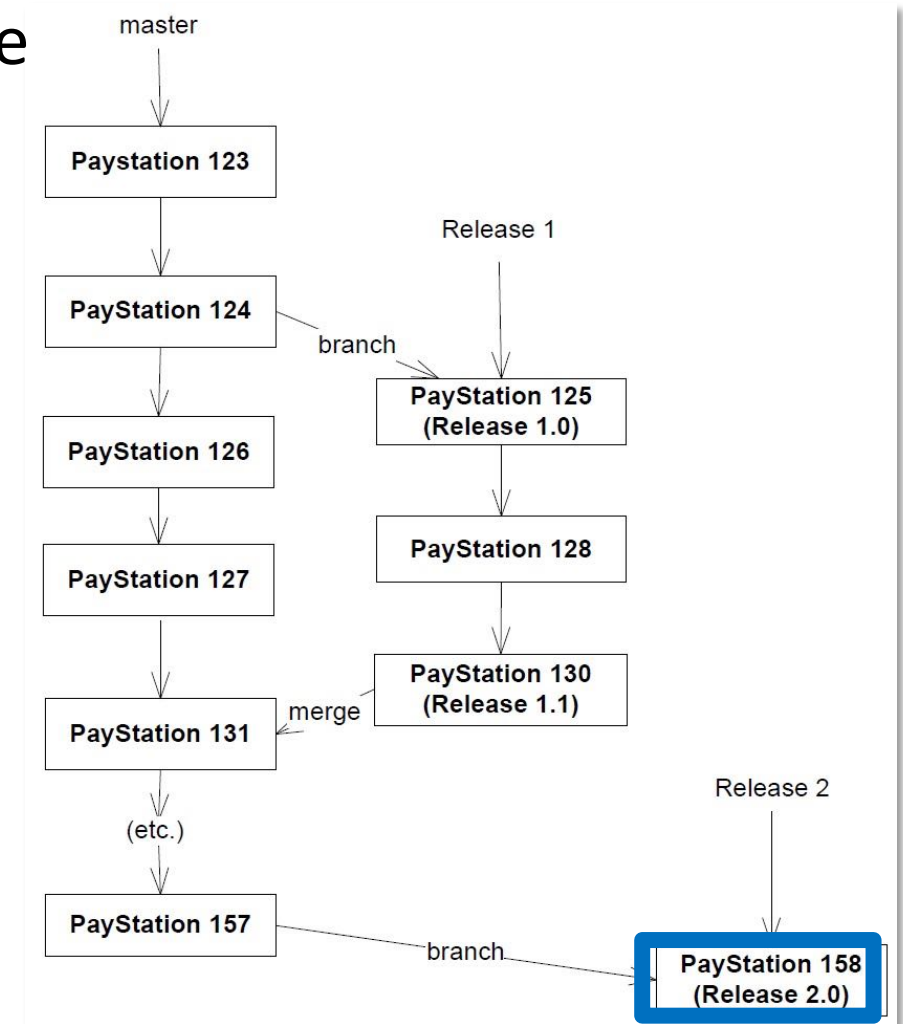 e
master
Paystation 123
Release 1
PayStation 124
branch
PayStation 125
(Release 1.0)
PayStation 126
PayStation 128
PayStation 127
PayStation 130
(Release 1.1)
merge
PayStation 131
Release 2
(etc.)
PayStation 157
branch
PayStation 158
(Release 2.0)